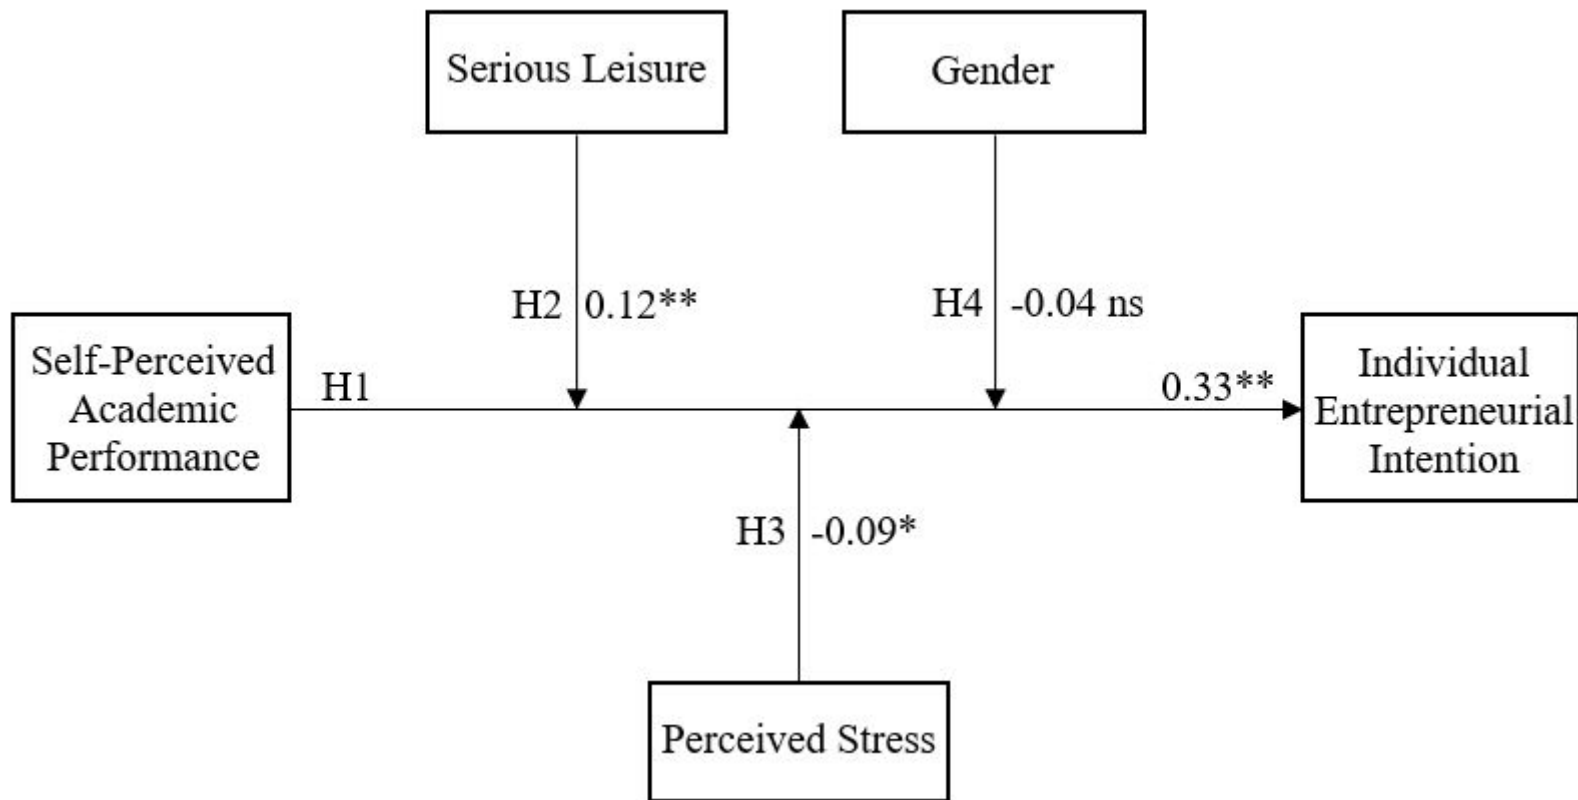 Serious Leisure
Gender
H2 0.12**
H4 -0.04 ns
Self-Perceived
Academic
Performance
H1
0.33**
Individual
Entrepreneurial
Intention
H3 -0.09*
Perceived Stress